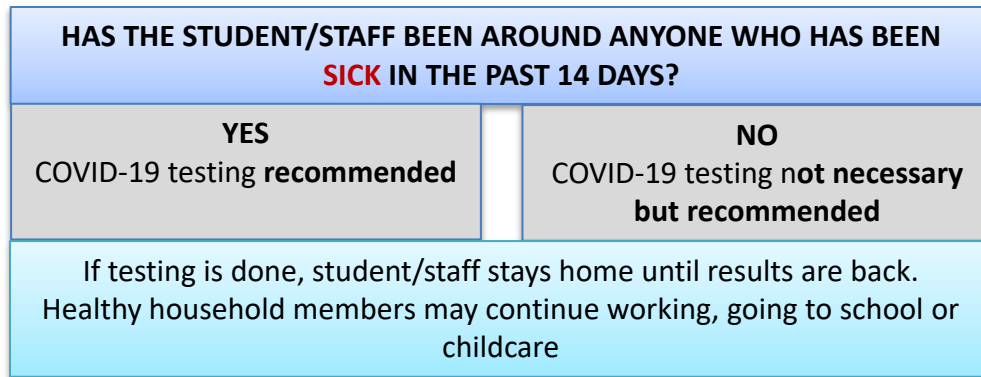 HAS THE STUDENT/STAFF BEEN AROUND ANYONE WHO HAS BEEN
SICK IN THE PAST 14 DAYS?
YES
COVID-19 testing recommended
NO
COVID-19 testing not necessary
but recommended
If testing is done, student/staff stays home until results are back.
Healthy household members may continue working, going to school or
childcare